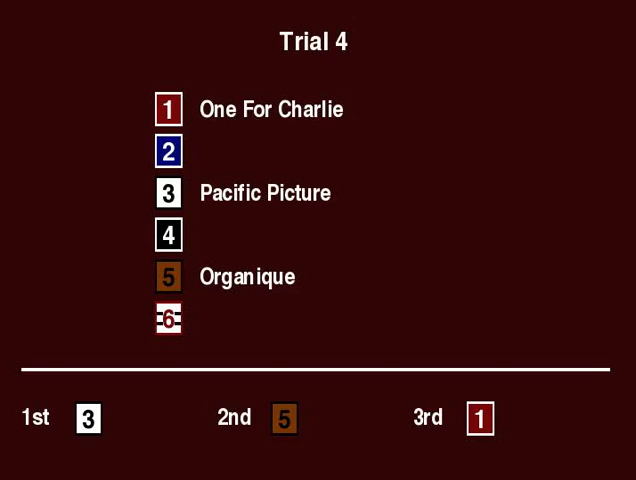 Trial 4
1 One For Charlie
2
3 Pacific Picture
4
5 Organique
6
1st 3 2nd 5 3rd 1